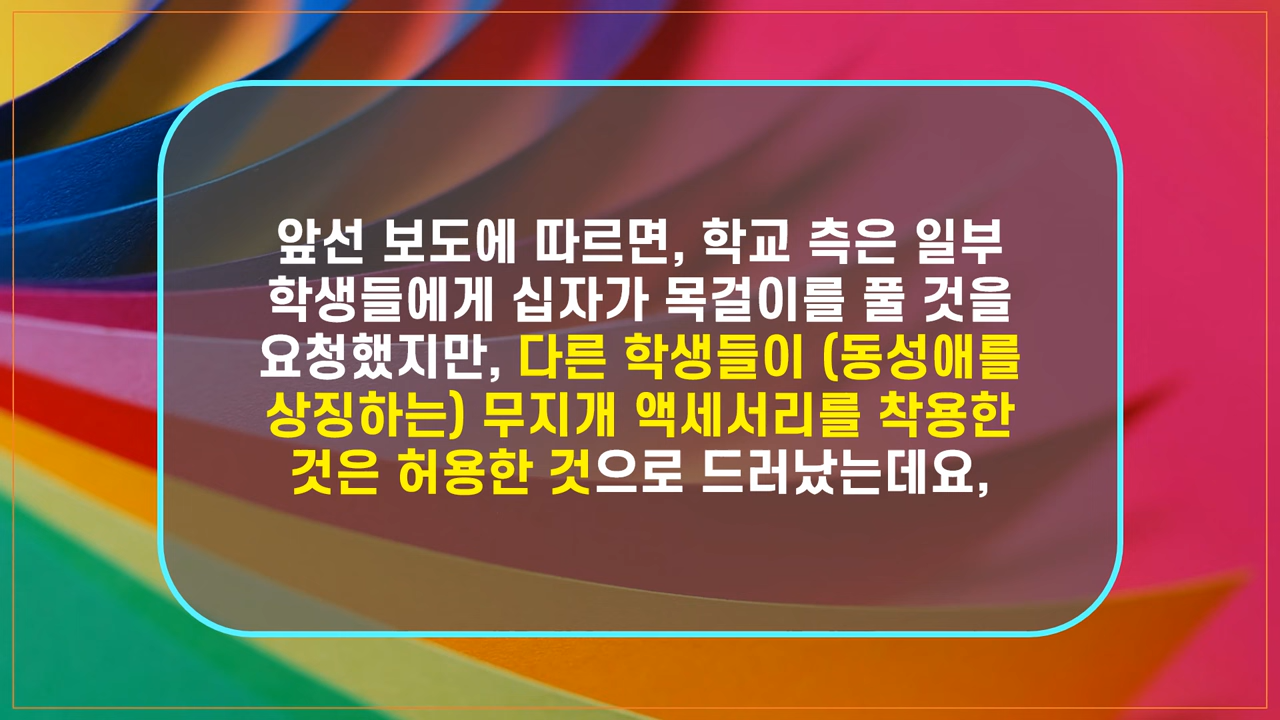 앞선 보도에 따르면, 학교 측은 일부
학생들에게 십자가 목걸이를 풀 것을
요청했지만, 다른 학생들이 (동성애를
상징하는) 무지개 액세서리를 착용한
것은 허용한 것으로 드러났는데요,